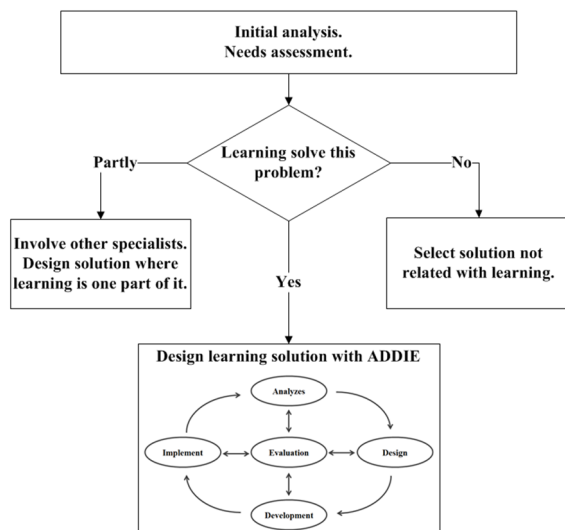 Initial analysis.
Needs assessment.
Learning solve this
problem?
Partly
No
Involve other specialists.
Design solution where
learning is one part of it.
Select solution not
related with learning.
Yes
Design learning solution with ADDIE
Analyzes
Implement
Evaluation
Design
Development